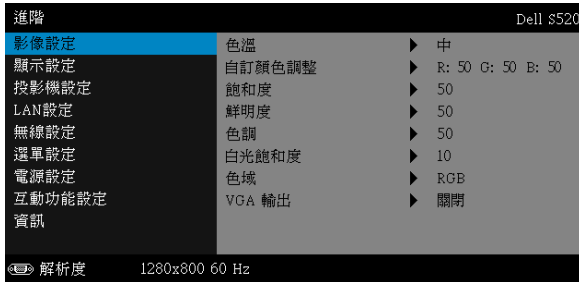 進階 Dell S520
影像設定 色溫 中
顯示設定 自訂顏色調整 R: 50 G: 50 B: 50
投影機設定 飽和度 50
LAN設定 鮮明度 50
無線設定 色調 50
選單設定 白光飽和度 10
電源設定 色域 RGB
互動功能設定 VGA 輸出 關閉
資訊
解析度 1280x800 60 Hz